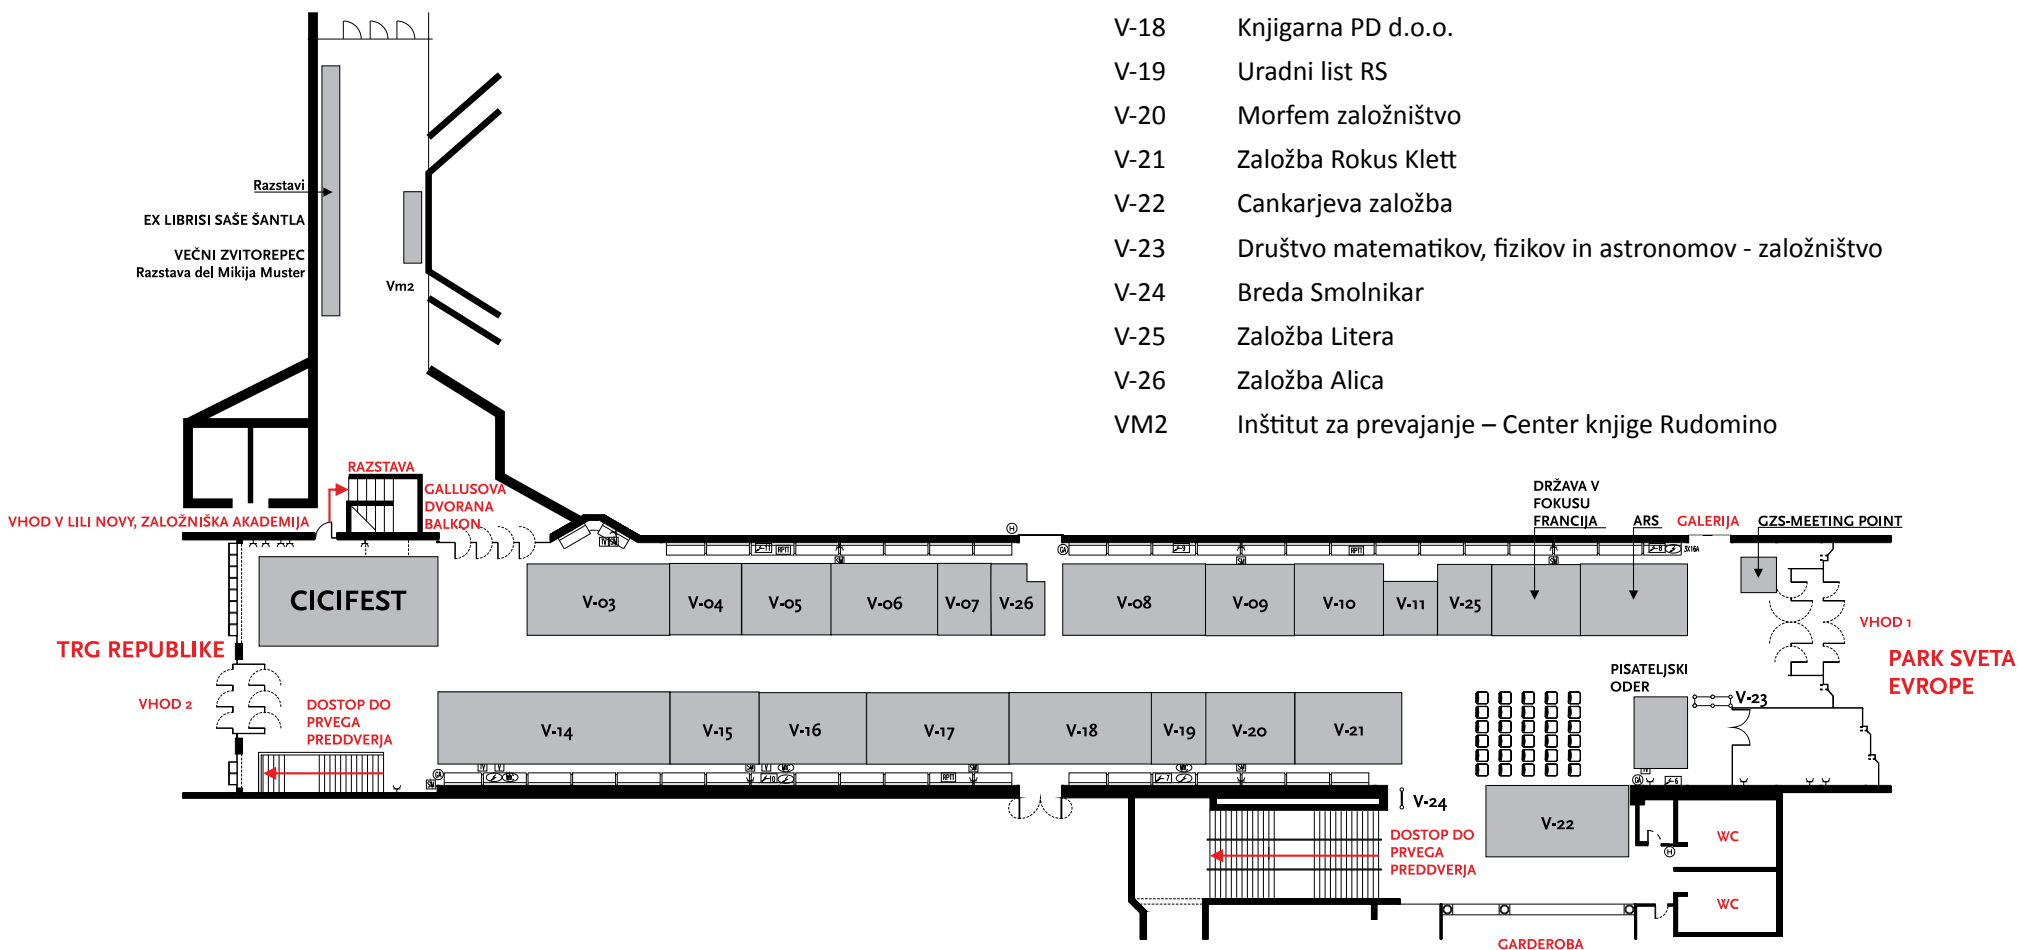 V-18 Knjigarna PD d.o.o.
V-19 Uradni list RS
V-20 Morfem založništvo
V-21 Založba Rokus Klett
V-22 Cankarjeva založba
V-23 Društvo matematikov, fizikov in astronomov - založništvo
V-24 Breda Smolnikar
V-25 Založba Litera
V-26 Založba Alica
VM2 Inštitut za prevajanje – Center knjige Rudomino
Razstavi
EX LIBRISI SAŠE ŠANTLA
VEČNI ZVITOREPEC
Razstava del Mikija Muster
Vm2
RAZSTAVA
GALLUSOVA
DVORANA
BALKON
VHOD V LILI NOVY, ZALOŽNIŠKA AKADEMIJA
DRŽAVA V
FOKUSU
FRANCIJA
ARS
GALERIJA
GZS-MEETING POINT
CICIFEST
V-03
V-04
V-05
V-06
V-07
V-26
V-08
V-09
V-10
V-11
V-25
VHOD 1
TRG REPUBLIKE
PARK SVETA
EVROPE
VHOD 2
DOSTOP DO
PRVEGA
PREDDVERJA
PISATELJSKI
ODER
V-23
V-14
V-15
V-16
V-17
V-18
V-19
V-20
V-21
V-24
V-22
DOSTOP DO
PRVEGA
PREDDVERJA
WC
WC
GARDEROBA